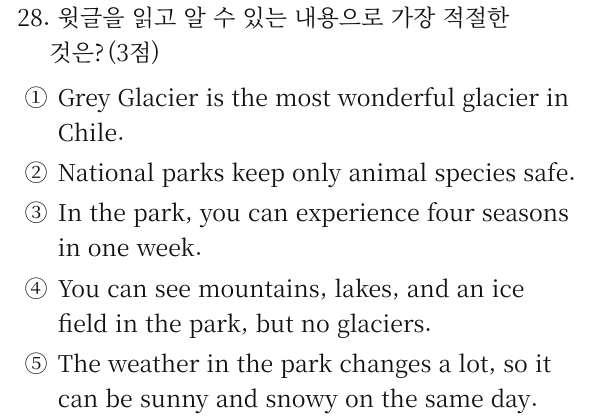 28. 윗글을 읽고 알 수 있는 내용으로 가장 적절한
것은? (3점)
① Grey Glacier is the most wonderful glacier in
Chile.
② National parks keep only animal species safe.
③ In the park, you can experience four seasons
in one week.
④ You can see mountains, lakes, and an ice
field in the park, but no glaciers.
⑤ The weather in the park changes a lot, so it
can be sunny and snowy on the same day.